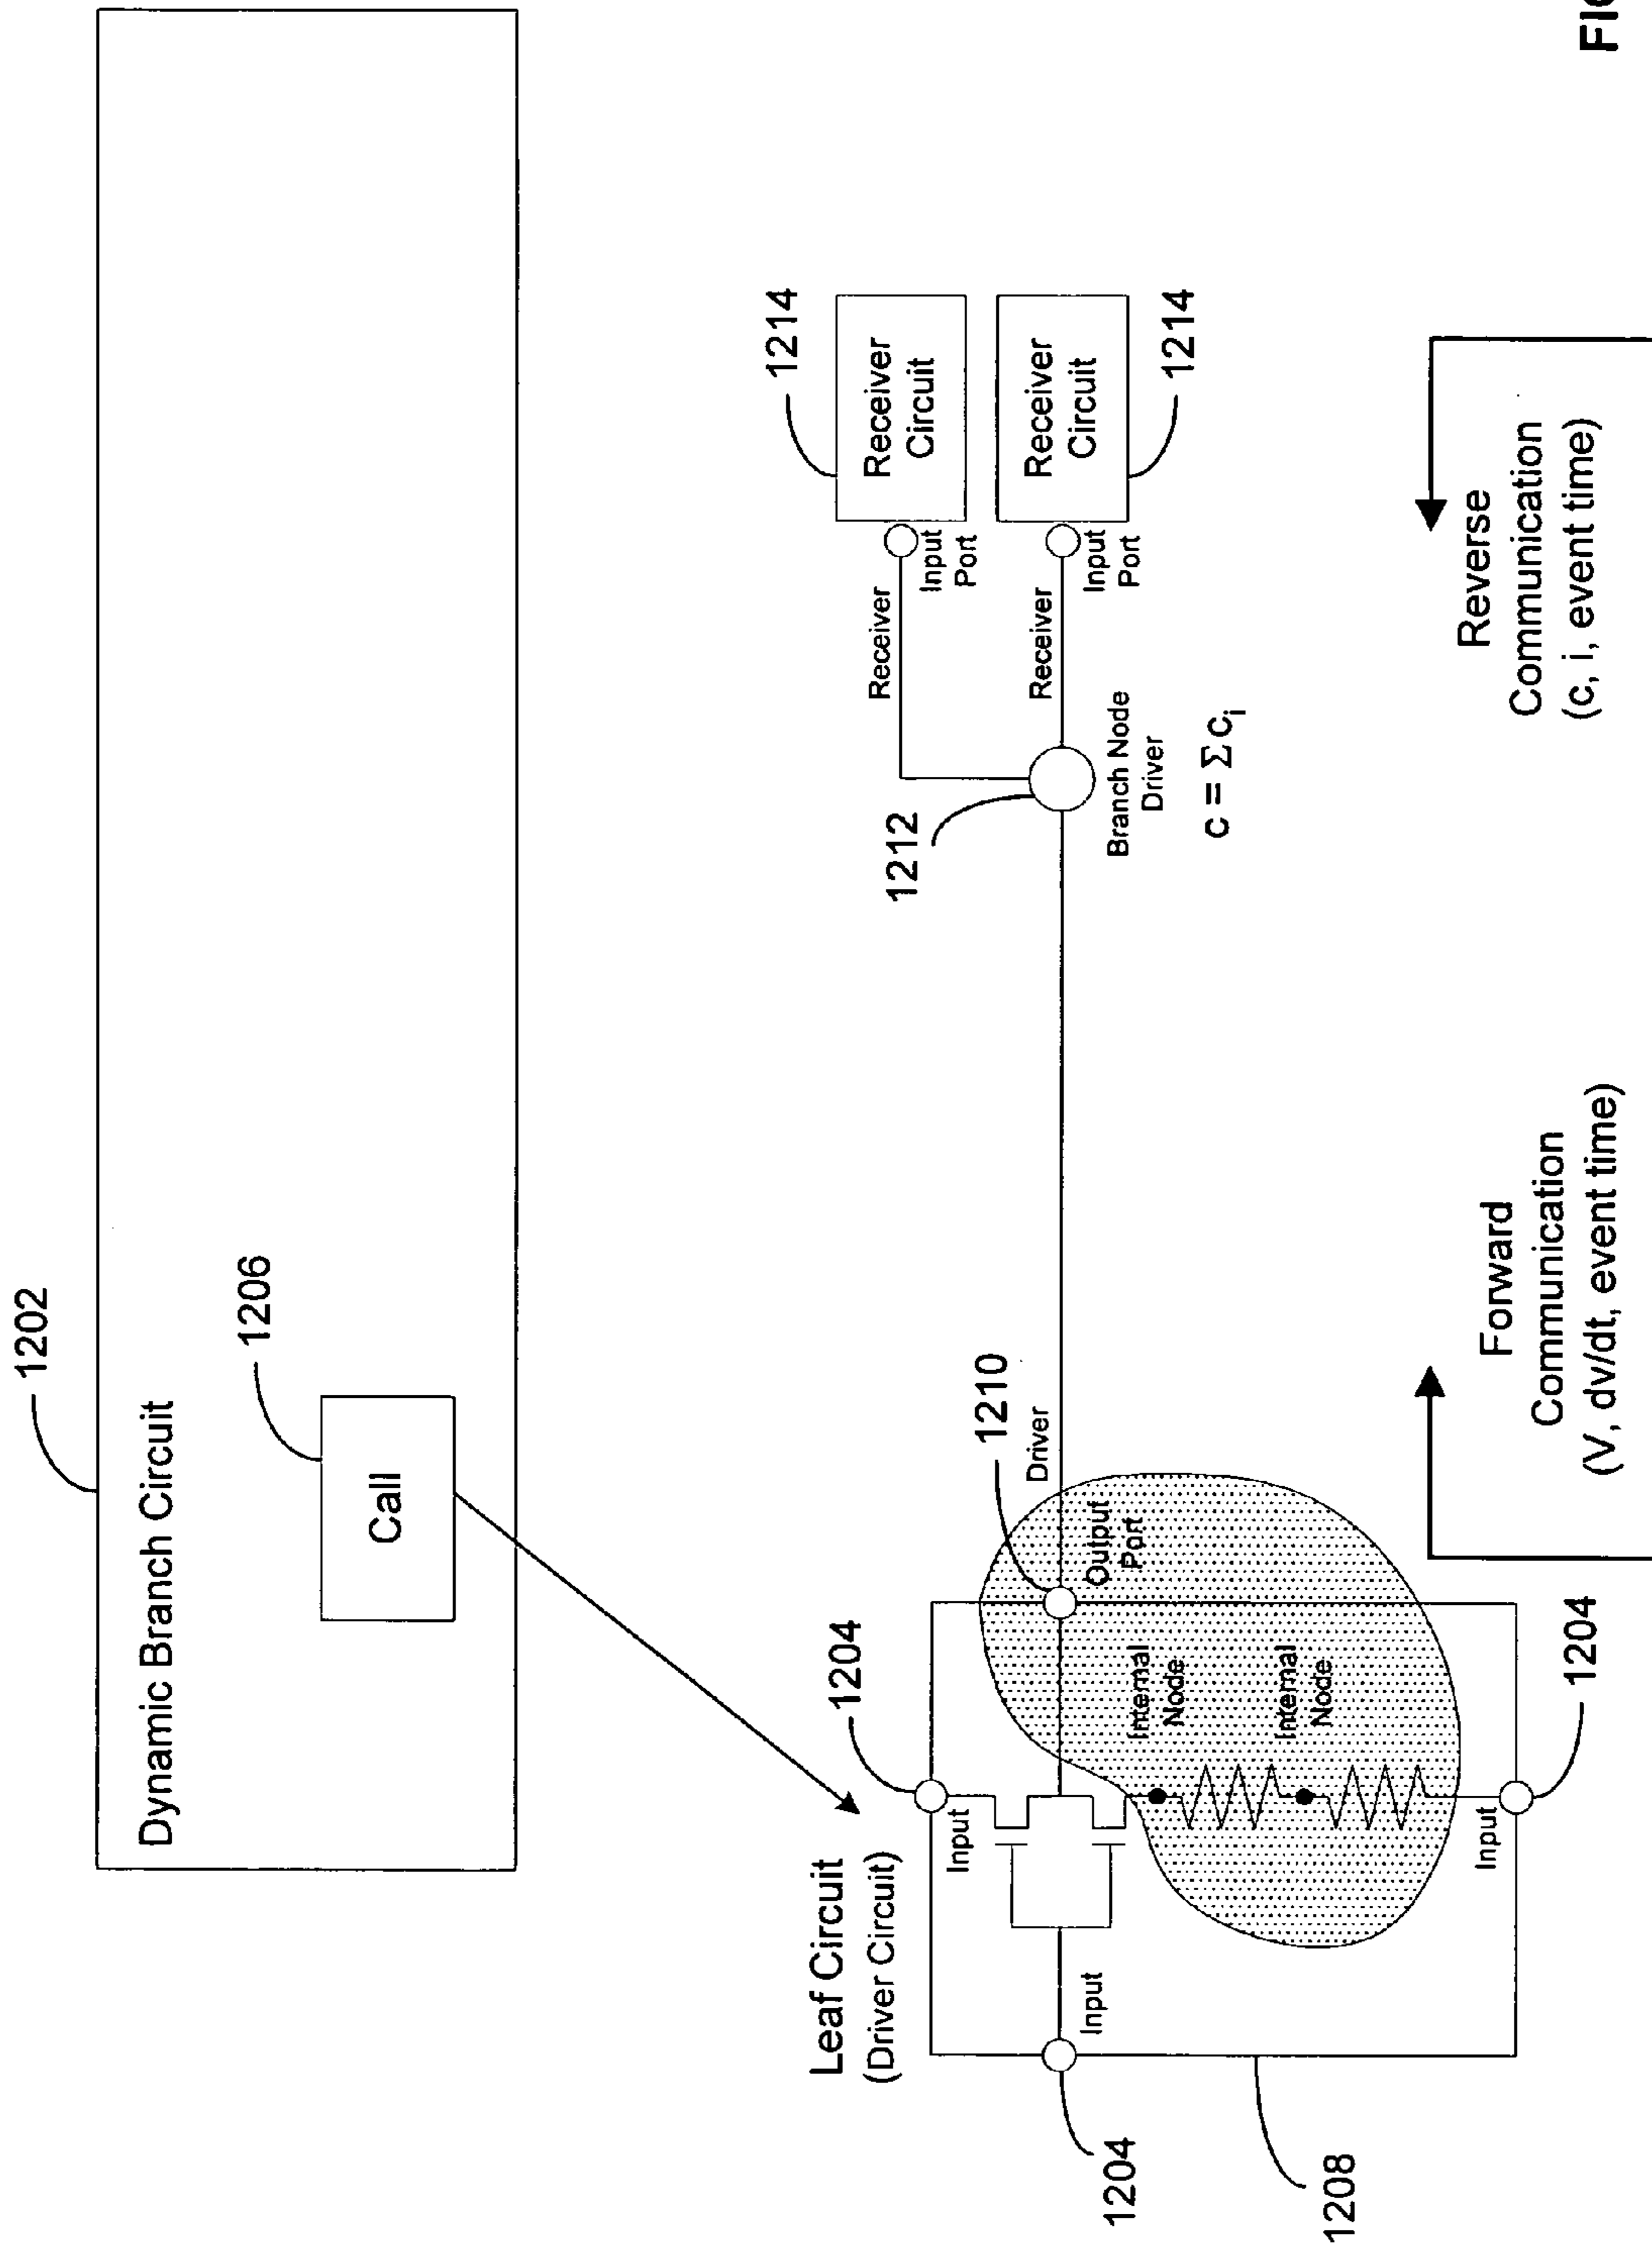 1202
Dynamic Branch Circuit
1206
Call
Leaf Circuit
(Driver Circuit)
1204
Input
1204
Input
1208
Input
1204
Internal
Node
Internal
Node
Output
Port
1210
Driver
1212
Branch Node
Driver
c = Σ cᵢ
Receiver
Receiver
Input
Port
Input
Port
1214
Receiver
Circuit
Receiver
Circuit
1214
Forward
Communication
(V, dv/dt, event time)
Reverse
Communication
(c, i, event time)